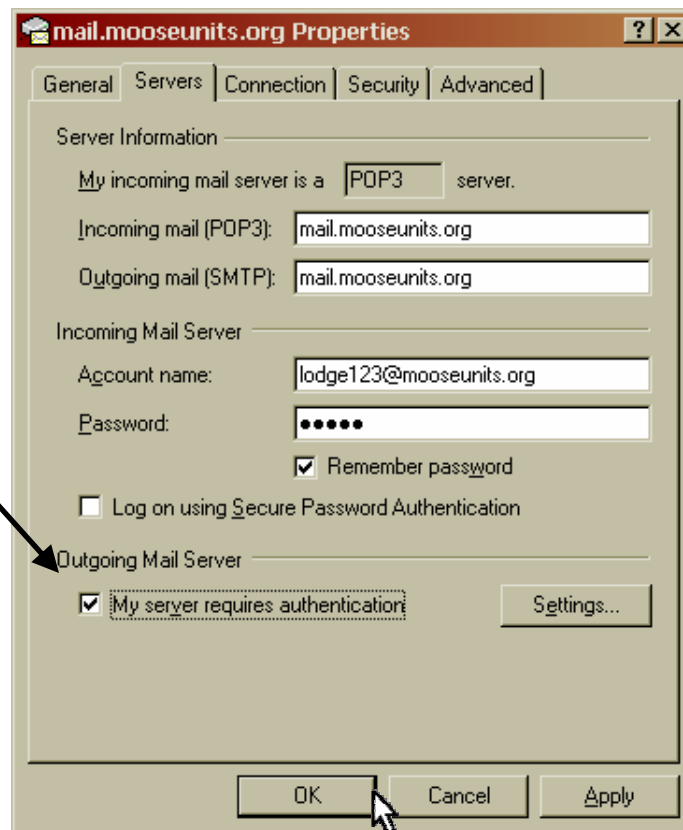 mail.mooseunits.org Properties
General Servers Connection Security Advanced
Server Information
My incoming mail server is a POP3 server.
Incoming mail (POP3): mail.mooseunits.org
Outgoing mail (SMTP): mail.mooseunits.org
Incoming Mail Server
Account name: lodge123@mooseunits.org
Password: •••••
Remember password
Log on using Secure Password Authentication
Outgoing Mail Server
My server requires authentication Settings...
OK Cancel Apply